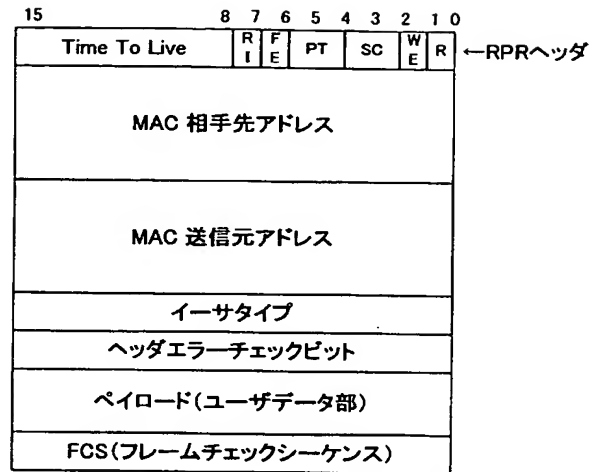 15 8 7 6 5 4 3 2 1 0
Time To Live RI FE PT SC WE R ←RPRヘッダ
MAC 相手先アドレス
MAC 送信元アドレス
イーサタイプ
ヘッダエラーチェックビット
ペイロード(ユーザデータ部)
FCS(フレームチェックシーケンス)